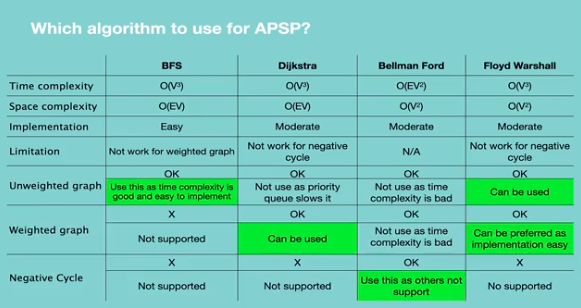 Which algorithm to use for APSP?
BFS Dijkstra Bellman Ford Floyd Warshall
Time complexity O(V³) O(V³) O(EV²) O(V³)
Space complexity O(EV) O(EV) O(V²) O(V²)
Implementation Easy Moderate Moderate Moderate
Limitation Not work for weighted graph Not work for negative cycle N/A Not work for negative cycle
Unweighted graph
OK OK OK OK
Use this as time complexity is good and easy to implement Not use as priority queue slows it Not use as time complexity is bad Can be used
Weighted graph
X OK OK OK
Not supported Can be used Not use as time complexity is bad Can be preferred as implementation easy
Negative Cycle
X X OK X
Not supported Not supported Use this as others not support No supported